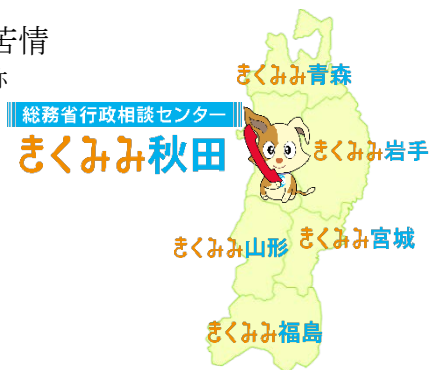 苦情
きくみみ青森
総務省行政相談センター
きくみみ秋田
きくみみ岩手
きくみみ山形
きくみみ宮城
きくみみ福島